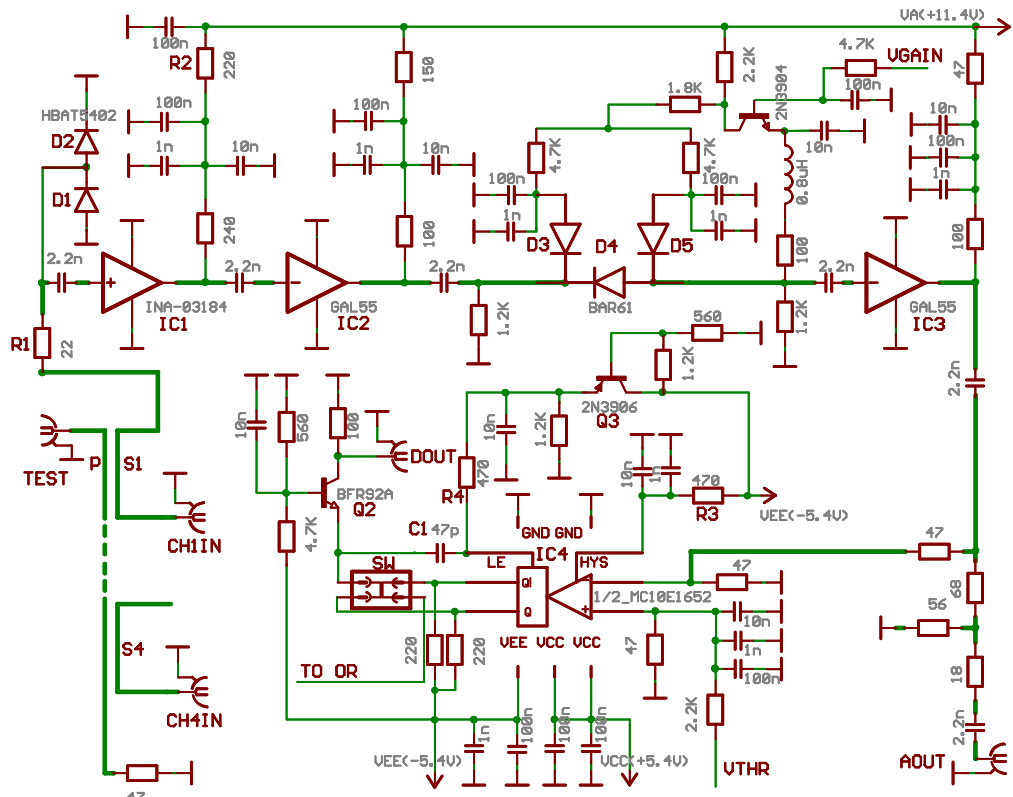 VA(+11.4V)
100n
R2
220
150
2.2K
2N3904
4.7K
VGAIN
47
HBAT5402
100n
100n
1.8K
100n
10n
D2
1n
10n
1n
10n
4.7K
4.7K
10n
100n
D1
100n
100n
0.8uH
1n
240
100
1n
1n
100
2.2n
2.2n
2.2n
D3
D4
D5
100
2.2n
INA-03184
GAL55
BAR61
GAL55
IC1
IC2
1.2K
560
1.2K
IC3
R1
22
1.2K
2.2n
2N3906
Q3
10n
560
100
10n
1.2K
DOUT
TEST
P
S1
470
10n
1n
470
BFR92A
R4
R3
Q2
VEE(-5.4V)
4.7K
C1
47p
GND
GND
47
CH1IN
IC4
SW
LE
HYS
47
68
Q!
Q
1/2_MC10E1652
56
10n
S4
220
220
VEE
VCC
VCC
47
1n
TO OR
100n
18
CH4IN
2.2K
1n
100n
100n
100n
2.2n
VEE(-5.4V)
VCC(+5.4V)
VTHR
AOUT
47